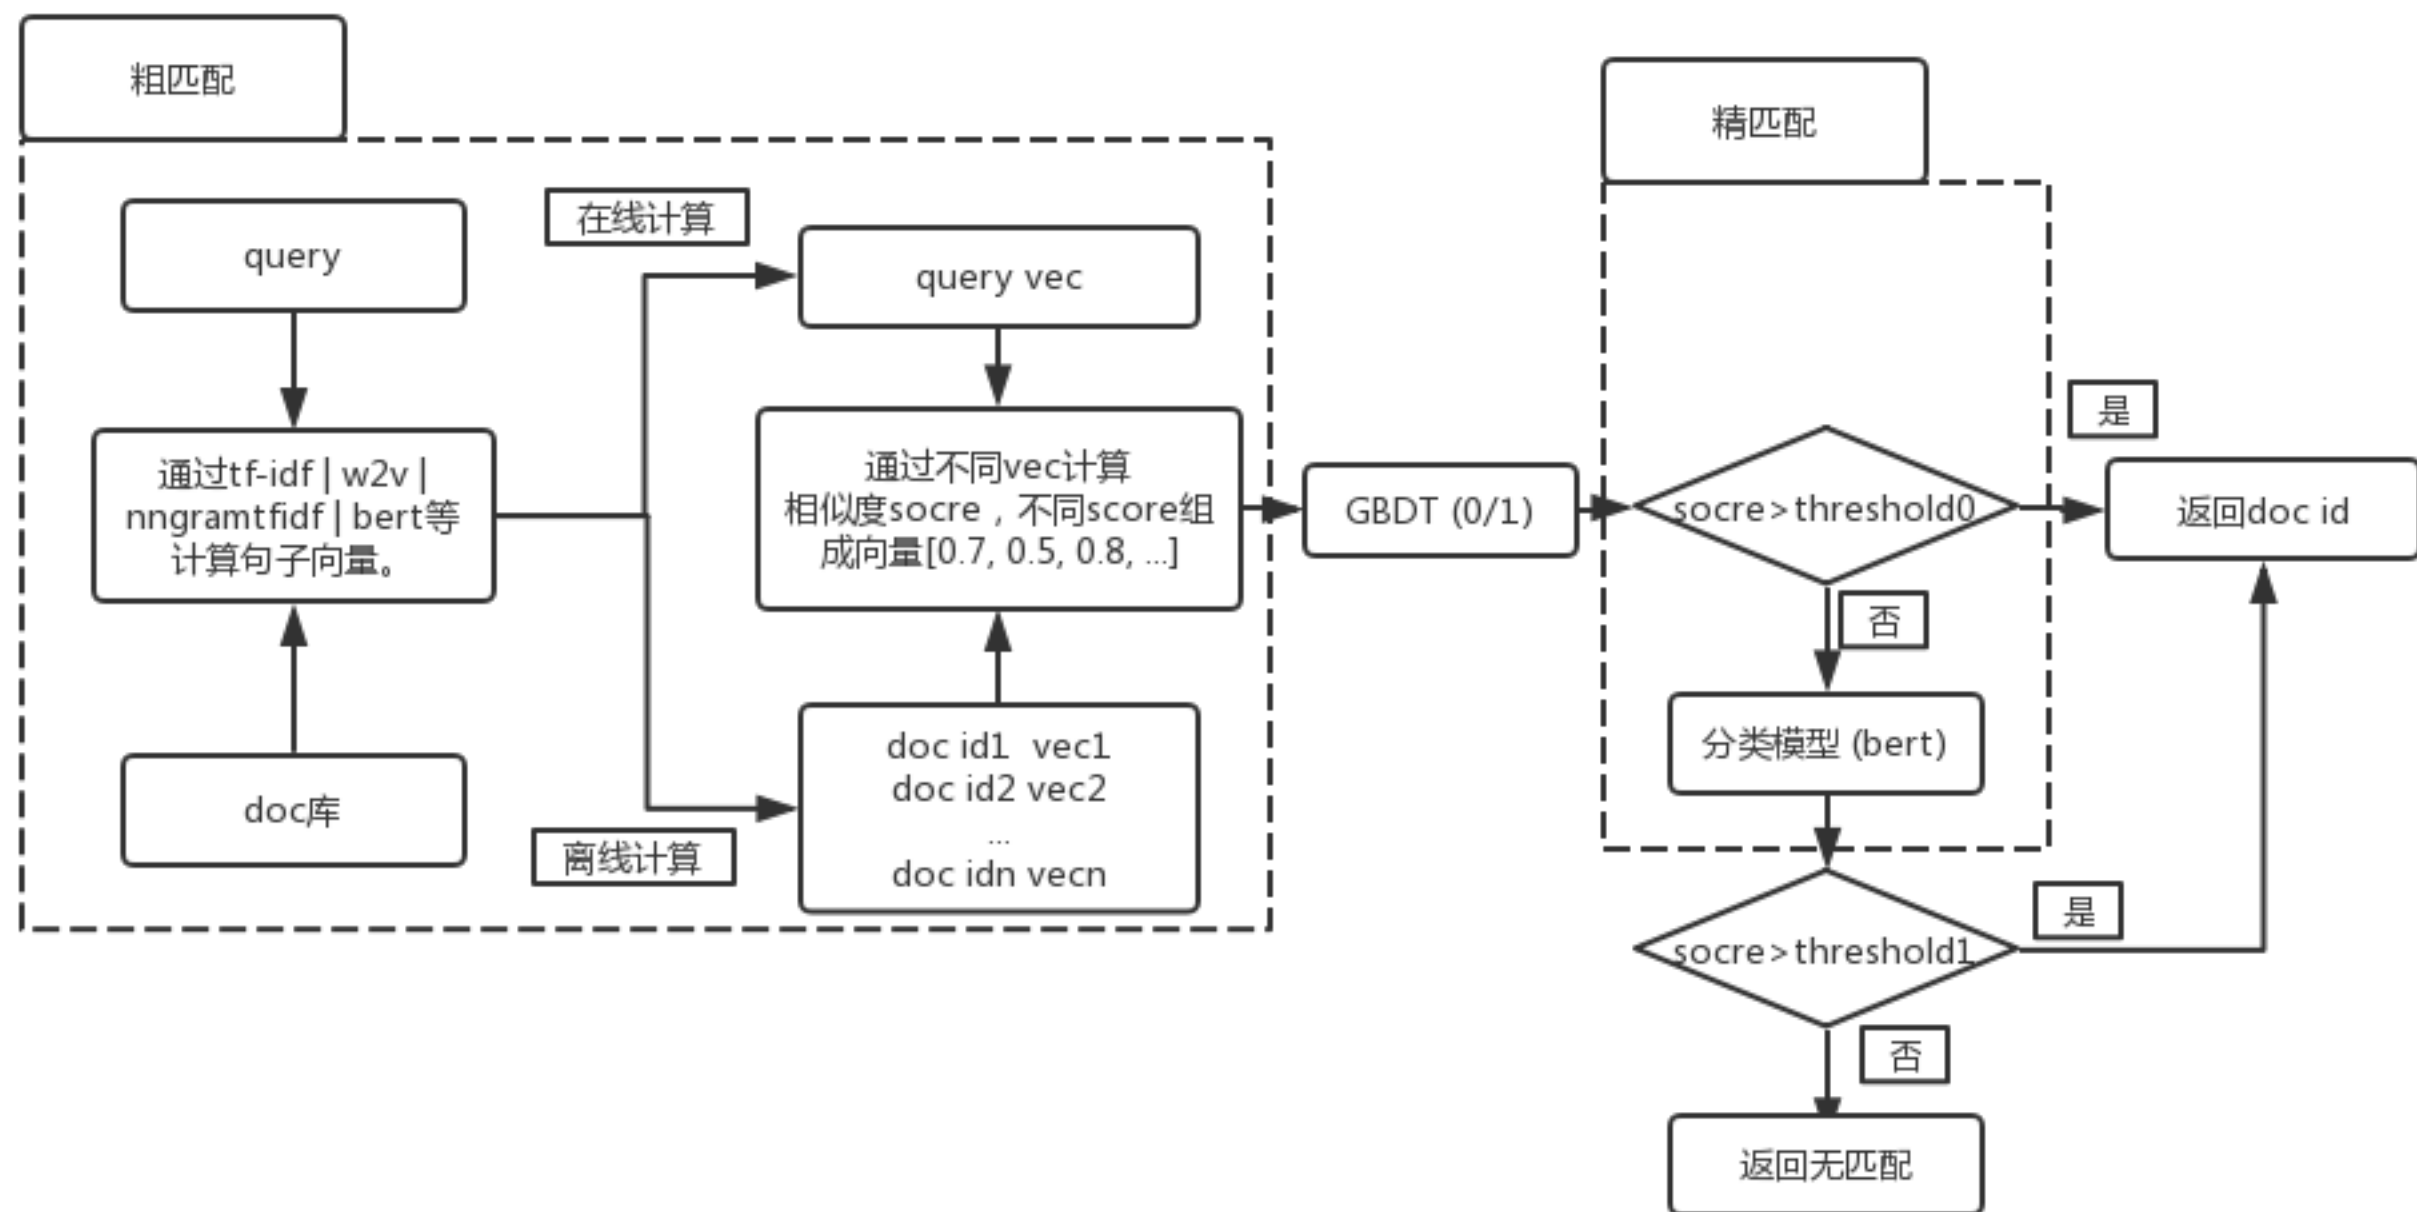 粗匹配
query
通过tf-idf | w2v |
nngramtfidf | bert等
计算句子向量。
doc库
在线计算
离线计算
query vec
通过不同vec计算
相似度socre，不同score组
成向量[0.7, 0.5, 0.8, ...]
doc id1 vec1
doc id2 vec2
...
doc idn vecn
GBDT (0/1)
精匹配
socre>threshold0
是
返回doc id
否
分类模型 (bert)
socre>threshold1
是
否
返回无匹配